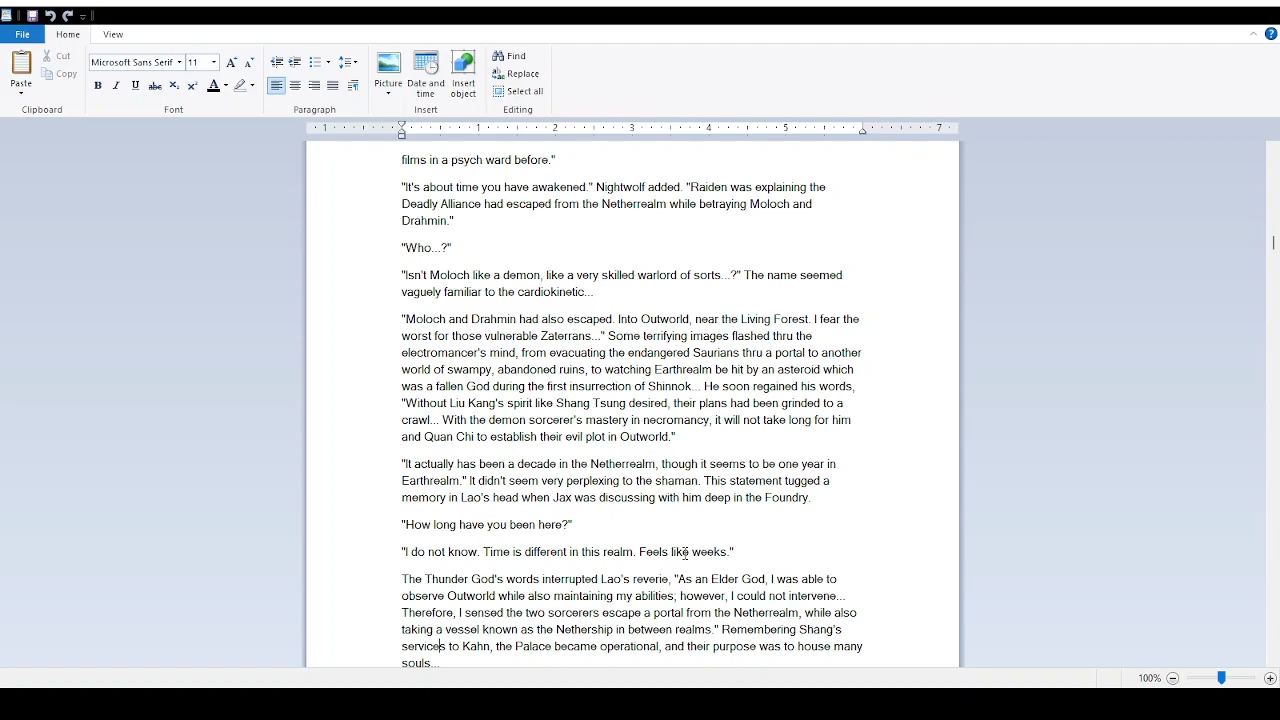 File Home View
Paste
Cut
Copy
Clipboard
Microsoft Sans Serif 11
B I U abc X₂ X² A
Font
Paragraph
Picture
Date and time
Insert object
Insert
Find
Replace
Select all
Editing
1 1 2 3 4 5 7
films in a psych ward before."
"It's about time you have awakened." Nightwolf added. "Raiden was explaining the
Deadly Alliance had escaped from the Netherrealm while betraying Moloch and
Drahmin."
"Who...?"
"Isn't Moloch like a demon, like a very skilled warlord of sorts...?" The name seemed
vaguely familiar to the cardiokinetic...
"Moloch and Drahmin had also escaped. Into Outworld, near the Living Forest. I fear the
worst for those vulnerable Zaterrans..." Some terrifying images flashed thru the
electromancer's mind, from evacuating the endangered Saurians thru a portal to another
world of swampy, abandoned ruins, to watching Earthrealm be hit by an asteroid which
was a fallen God during the first insurrection of Shinnok... He soon regained his words,
"Without Liu Kang's spirit like Shang Tsung desired, their plans had been grinded to a
crawl... With the demon sorcerer's mastery in necromancy, it will not take long for him
and Quan Chi to establish their evil plot in Outworld."
"It actually has been a decade in the Netherrealm, though it seems to be one year in
Earthrealm." It didn't seem very perplexing to the shaman. This statement tugged a
memory in Lao's head when Jax was discussing with him deep in the Foundry.
"How long have you been here?"
"I do not know. Time is different in this realm. Feels like weeks."
The Thunder God's words interrupted Lao's reverie, "As an Elder God, I was able to
observe Outworld while also maintaining my abilities; however, I could not intervene...
Therefore, I sensed the two sorcerers escape a portal from the Netherrealm, while also
taking a vessel known as the Nethership in between realms." Remembering Shang's
services to Kahn, the Palace became operational, and their purpose was to house many
souls...
100%